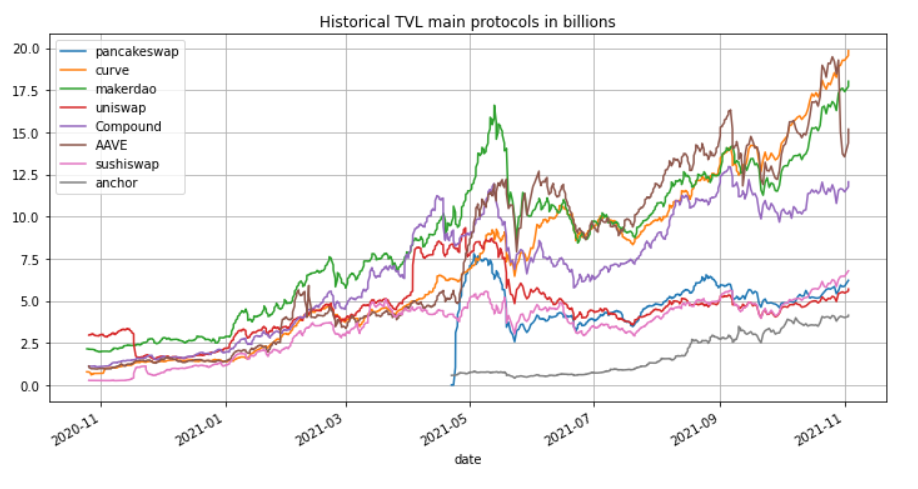 Historical TVL main protocols in billions
20.0
17.5
15.0
12.5
10.0
7.5
5.0
2.5
0.0
pancakeswap
curve
makerdao
uniswap
Compound
AAVE
sushiswap
anchor
2020-11
2021-01
2021-03
2021-05
2021-07
2021-09
2021-11
date